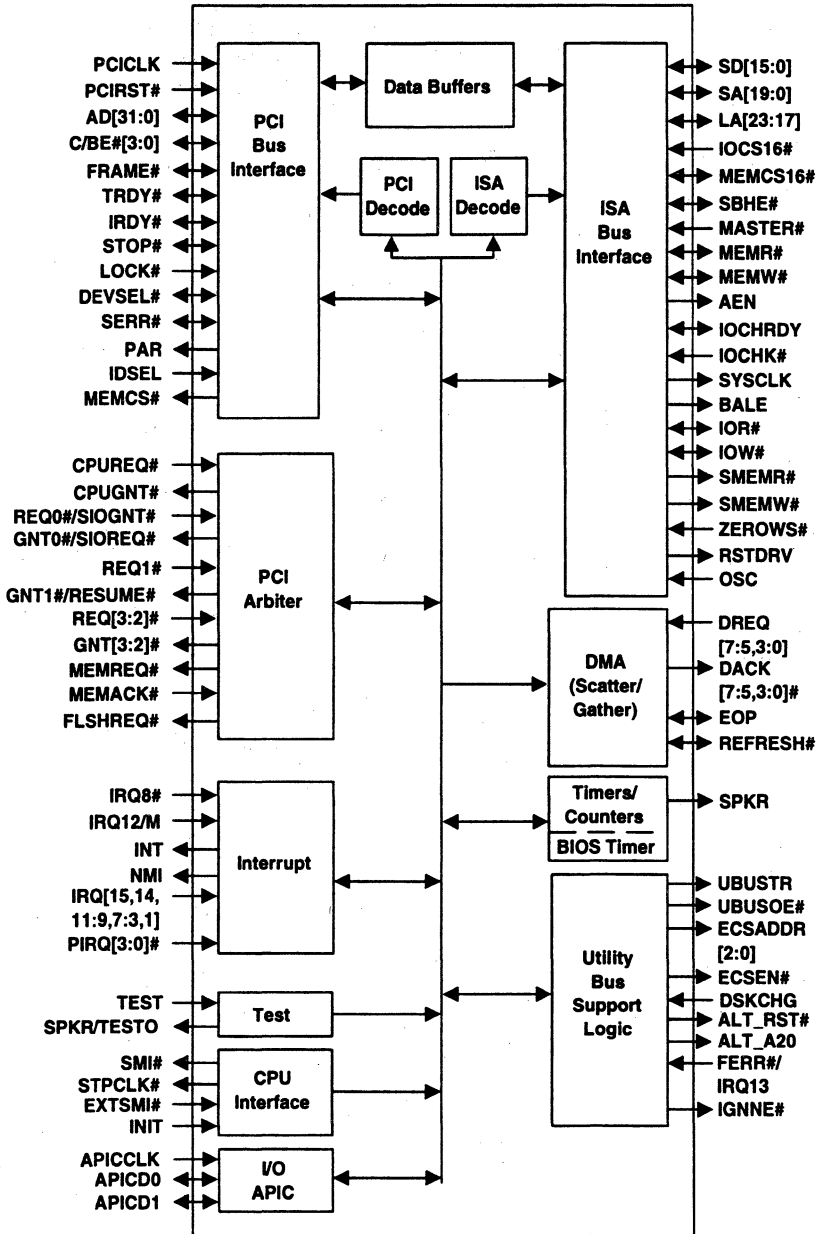 PCICLK
PCIRST#
AD[31:0]
C/BE#[3:0]
FRAME#
TRDY#
IRDY#
STOP#
LOCK#
DEVSEL#
SERR#
PAR
IDSEL
MEMCS#
PCI
Bus
Interface
Data Buffers
PCI
Decode
ISA
Decode
ISA
Bus
Interface
SD[15:0]
SA[19:0]
LA[23:17]
IOCS16#
MEMCS16#
SBHE#
MASTER#
MEMR#
MEMW#
AEN
IOCHRDY
IOCHK#
SYSCLK
BALE
IOR#
IOW#
SMEMR#
SMEMW#
ZEROWS#
RSTDRV
OSC
CPUREQ#
CPUGNT#
REQ0#/SIOGNT#
GNT0#/SIOREQ#
REQ1#
GNT1#/RESUME#
REQ[3:2]#
GNT[3:2]#
MEMREQ#
MEMACK#
FLSHREQ#
PCI
Arbiter
DMA
(Scatter/
Gather)
DREQ
[7:5,3:0]
DACK
[7:5,3:0]#
EOP
REFRESH#
IRQ8#
IRQ12/M
INT
NMI
IRQ[15,14,
11:9,7:3,1]
PIRQ[3:0]#
Interrupt
Timers/
Counters
BIOS Timer
SPKR
Utility
Bus
Support
Logic
UBUSTR
UBUSOE#
ECSADDR
[2:0]
ECSEN#
DSKCHG
ALT_RST#
ALT_A20
FERR#/
IRQ13
IGNNE#
TEST
SPKR/TESTO
Test
SMI#
STPCLK#
EXTSMI#
INIT
CPU
Interface
APICCLK
APICD0
APICD1
I/O
APIC